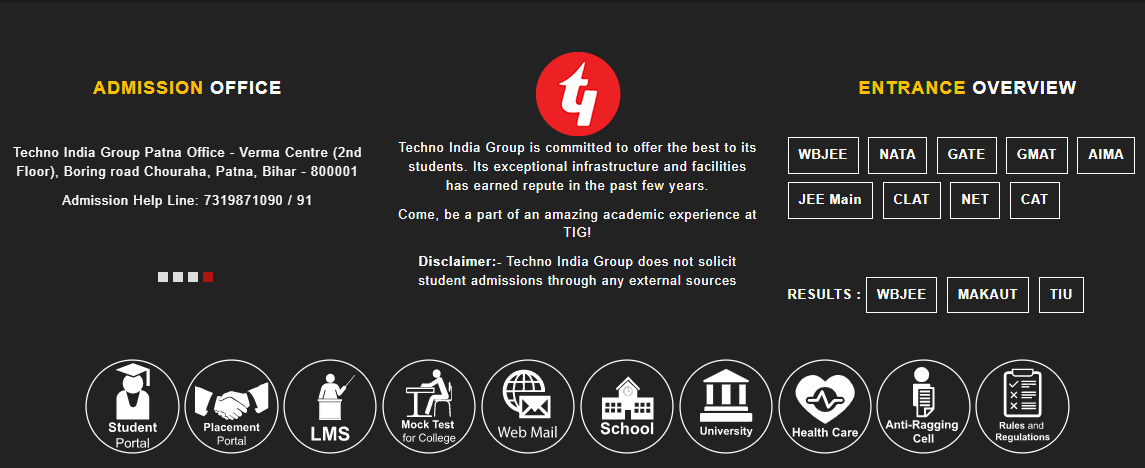 ADMISSION OFFICE
Techno India Group Patna Office - Verma Centre (2nd
Floor), Boring road Chouraha, Patna, Bihar - 800001
Admission Help Line: 7319871090 / 91
Techno India Group is committed to offer the best to its
students. Its exceptional infrastructure and facilities
has earned repute in the past few years.
Come, be a part of an amazing academic experience at
TIG!
Disclaimer:- Techno India Group does not solicit
student admissions through any external sources
ENTRANCE OVERVIEW
WBJEE NATA GATE GMAT AIMA
JEE Main CLAT NET CAT
RESULTS : WBJEE MAKAUT TIU
Student
Portal
Placement
Portal
LMS
Mock Test
for College
Web Mail
School
University
Health Care
Anti-Ragging
Cell
Rules and
Regulations